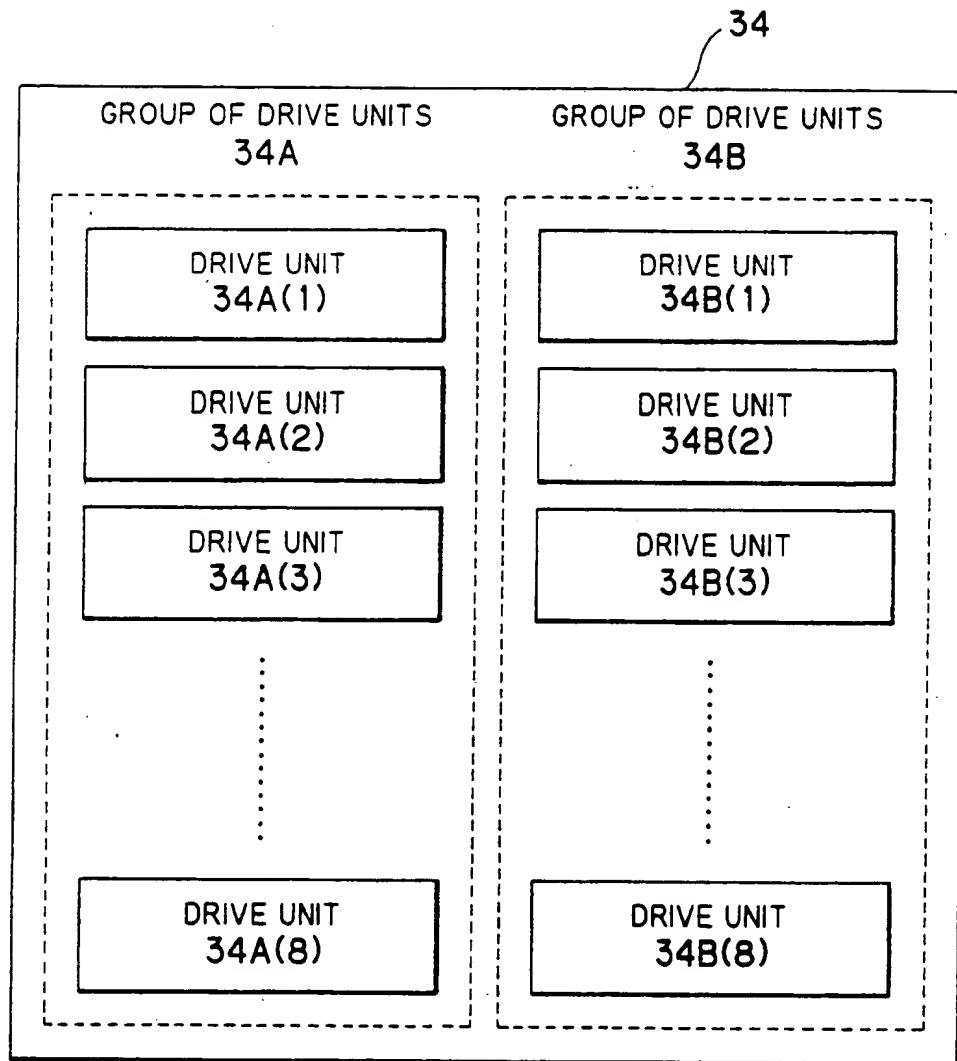 34
GROUP OF DRIVE UNITS
34A
DRIVE UNIT
34A(1)
DRIVE UNIT
34A(2)
DRIVE UNIT
34A(3)
DRIVE UNIT
34A(8)
GROUP OF DRIVE UNITS
34B
DRIVE UNIT
34B(1)
DRIVE UNIT
34B(2)
DRIVE UNIT
34B(3)
DRIVE UNIT
34B(8)